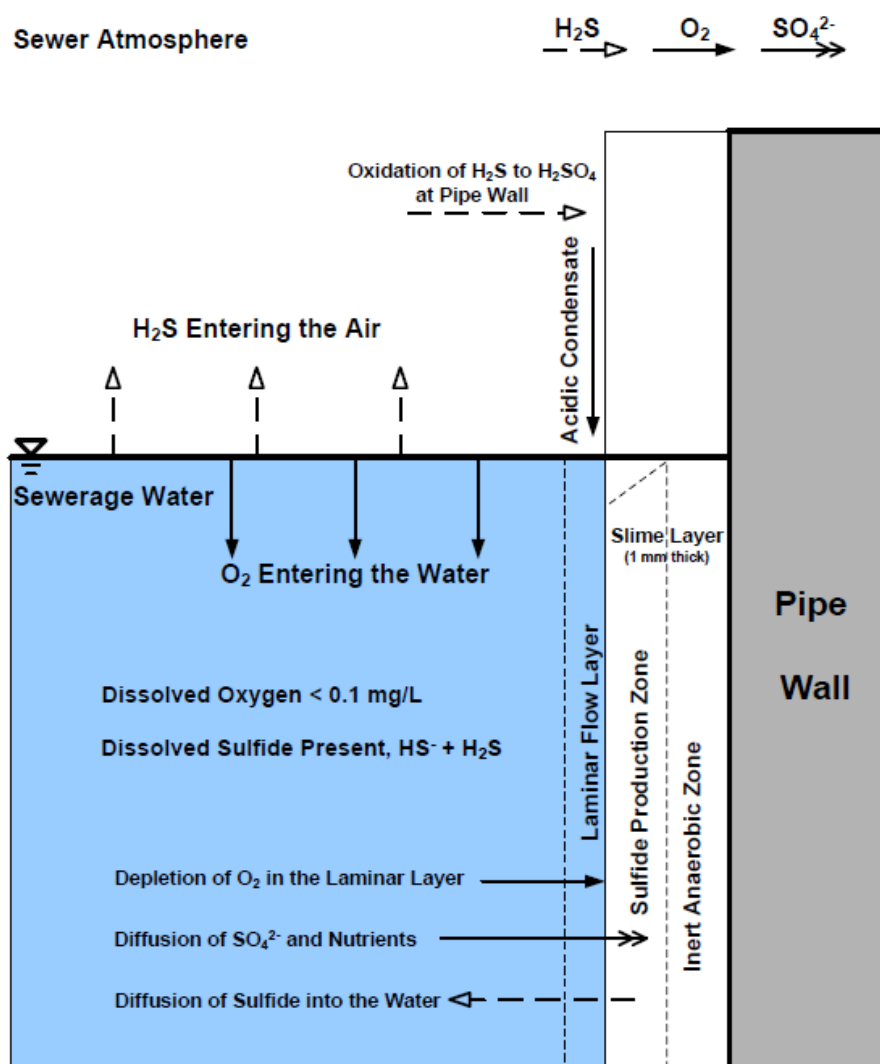 Sewer Atmosphere
H₂S
O₂
SO₄²⁻
Oxidation of H₂S to H₂SO₄
at Pipe Wall
Acidic Condensate
H₂S Entering the Air
Sewerage Water
O₂ Entering the Water
Slime Layer
(1 mm thick)
Pipe
Wall
Dissolved Oxygen < 0.1 mg/L
Dissolved Sulfide Present, HS⁻ + H₂S
Laminar Flow Layer
Sulfide Production Zone
Inert Anaerobic Zone
Depletion of O₂ in the Laminar Layer
Diffusion of SO₄²⁻ and Nutrients
Diffusion of Sulfide into the Water